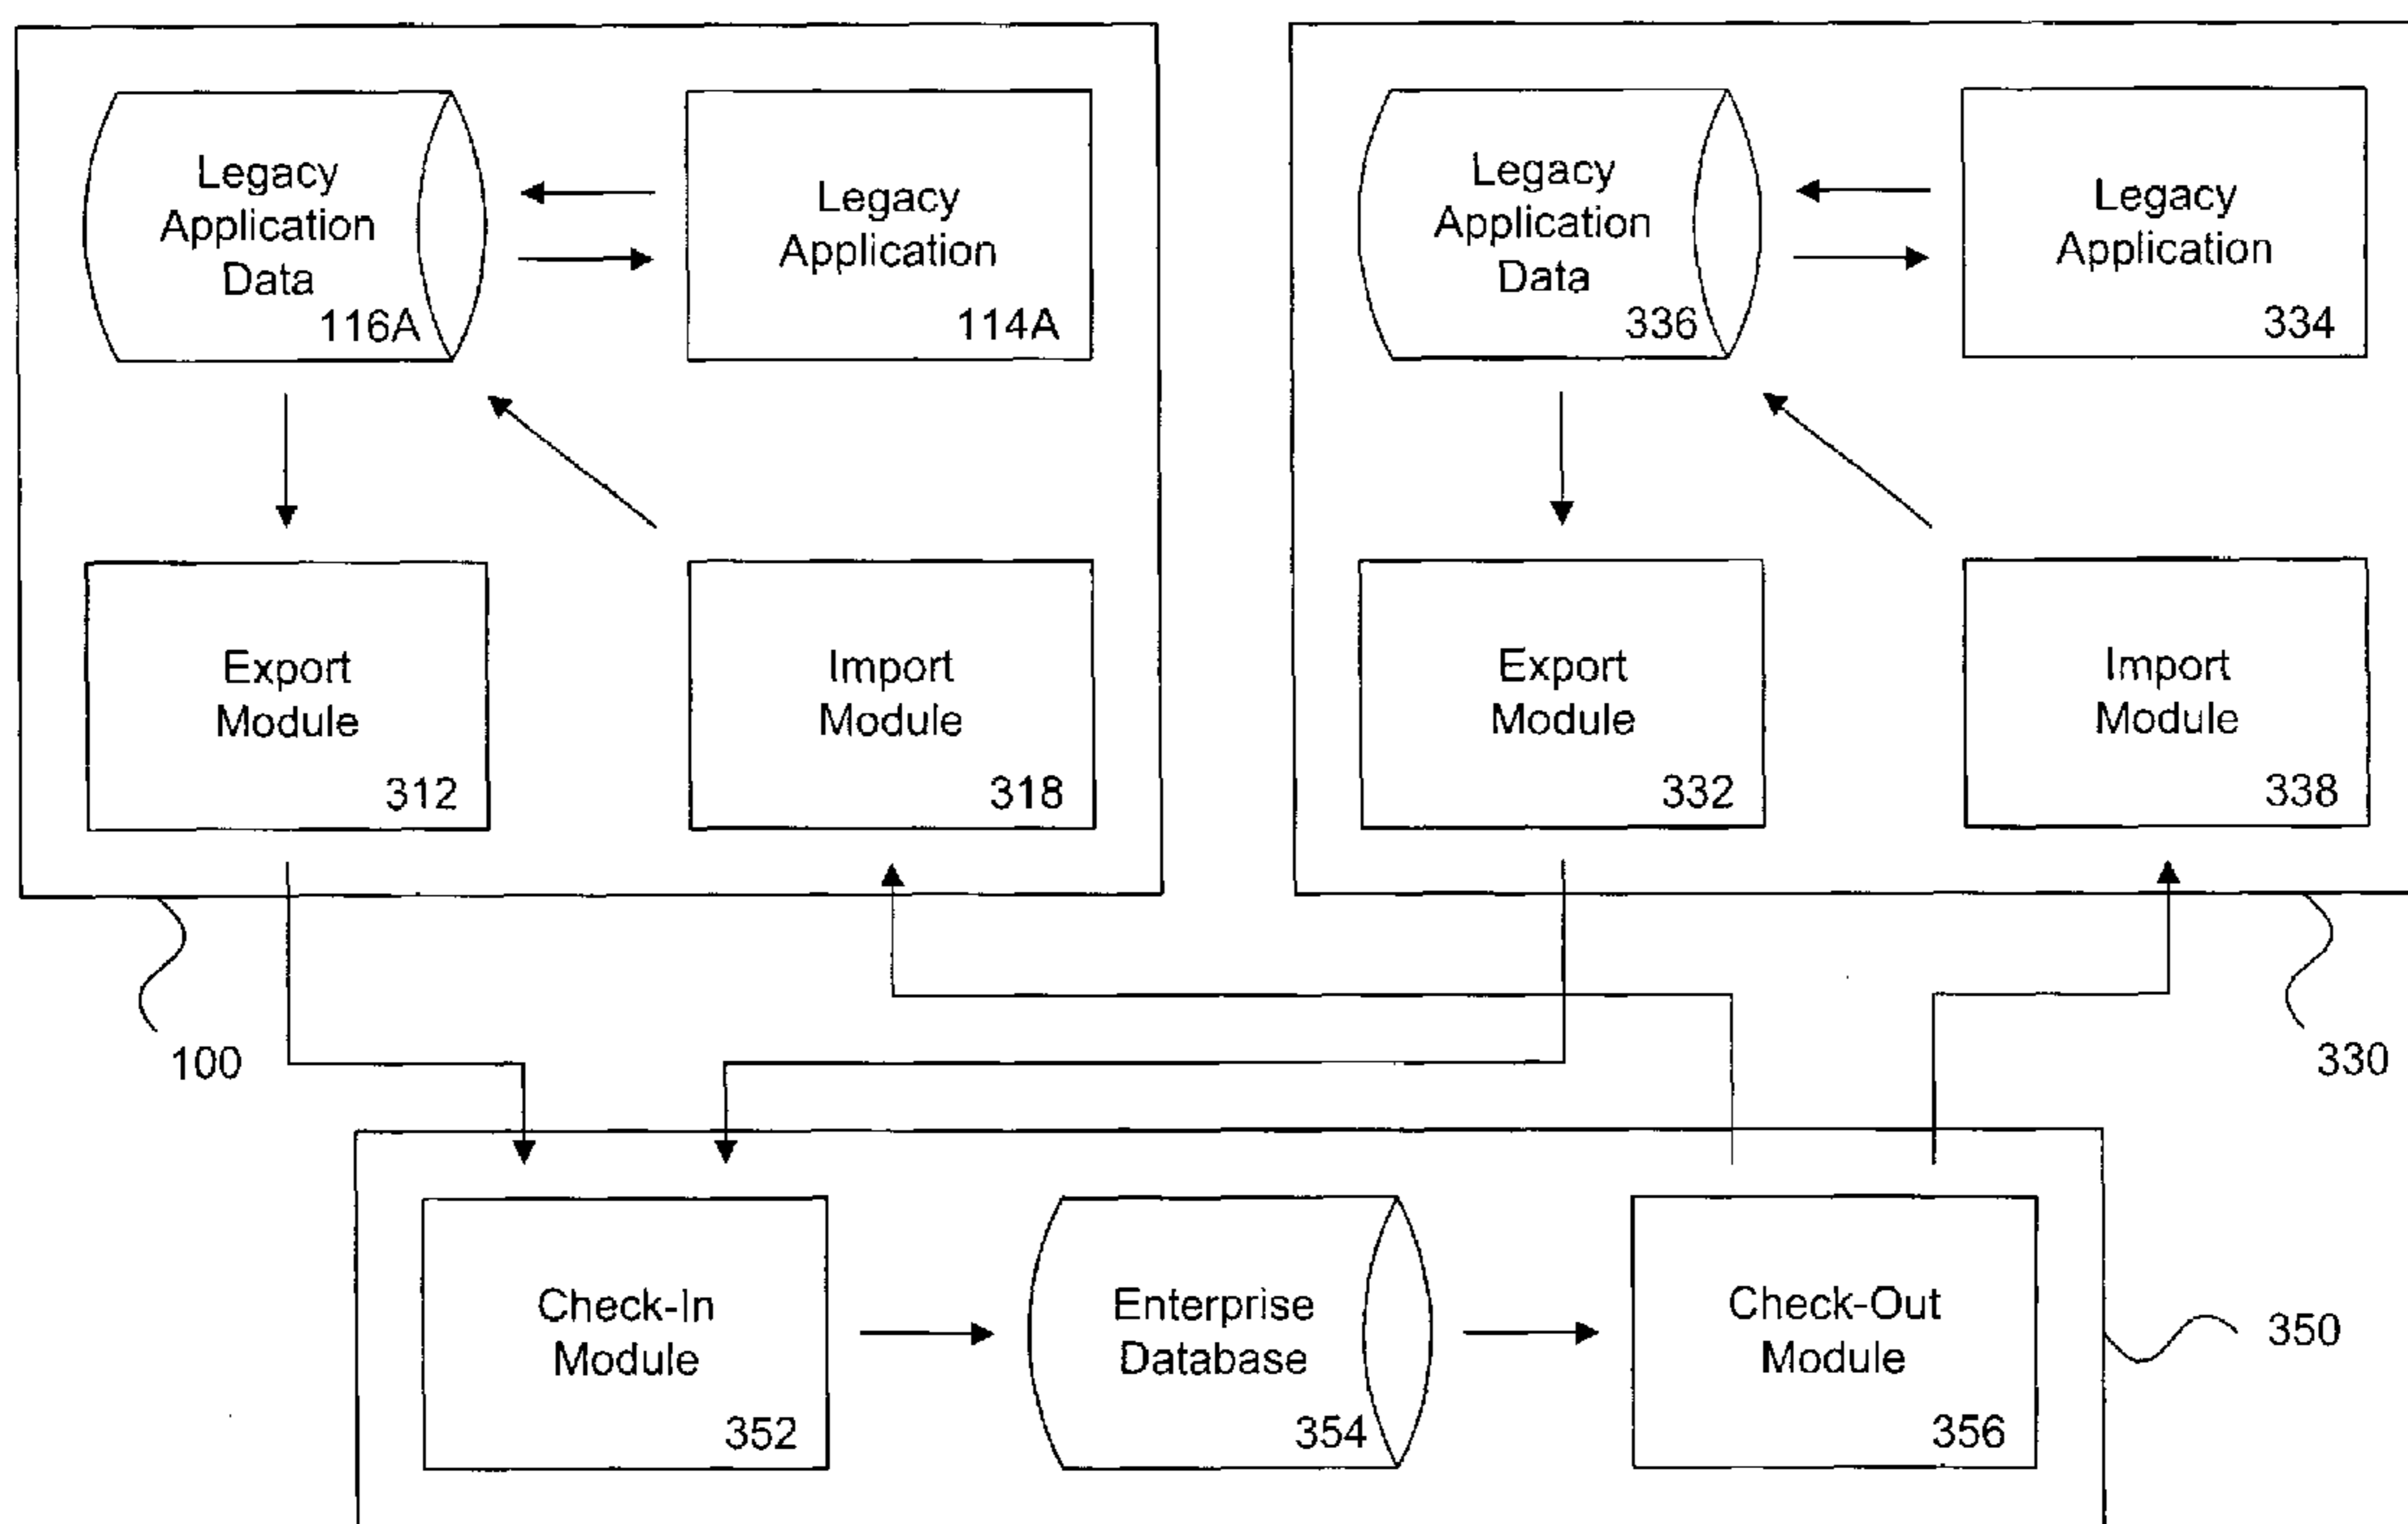 Legacy
Application
Data
116A
Legacy
Application
114A
Legacy
Application
Data
336
Legacy
Application
334
Export
Module
312
Import
Module
318
Export
Module
332
Import
Module
338
100
330
Check-In
Module
352
Enterprise
Database
354
Check-Out
Module
356
350